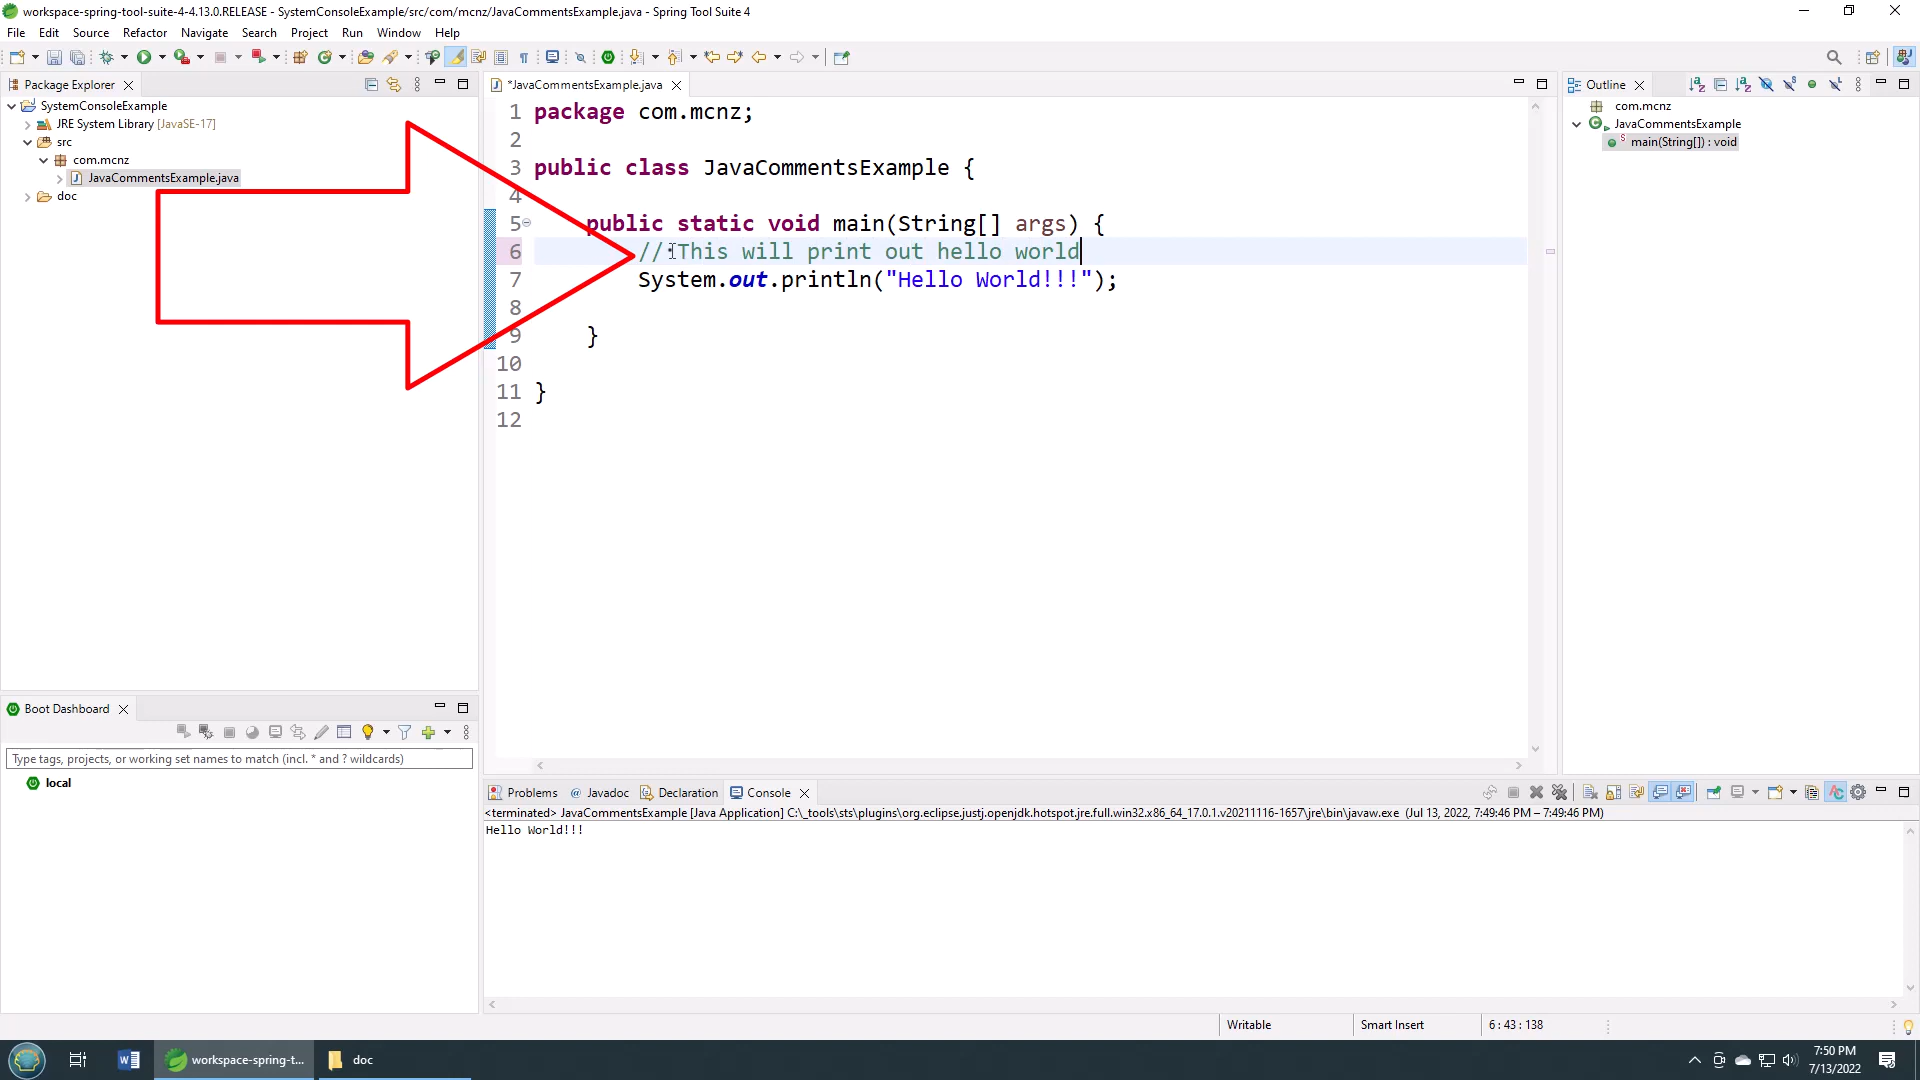 workspace-spring-tool-suite-4-4.13.0.RELEASE - SystemConsoleExample/src/com/mcnz/JavaCommentsExample.java - Spring Tool Suite 4
File Edit Source Refactor Navigate Search Project Run Window Help
Package Explorer
SystemConsoleExample
JRE System Library [JavaSE-17]
src
com.mcnz
JavaCommentsExample.java
doc
*JavaCommentsExample.java
1 package com.mcnz;
2
3 public class JavaCommentsExample {
4
5 public static void main(String[] args) {
6 // This will print out hello world
7 System.out.println("Hello World!!!");
8
9 }
10
11 }
12
Outline
com.mcnz
JavaCommentsExample
main(String[]) : void
Boot Dashboard
Type tags, projects, or working set names to match (incl. * and ? wildcards)
local
Problems @ Javadoc Declaration Console
<terminated> JavaCommentsExample [Java Application] C:\_tools\sts\plugins\org.eclipse.justj.openjdk.hotspot.jre.full.win32.x86_64_17.0.1.v20211116-1657\jre\bin\javaw.exe (Jul 13, 2022, 7:49:46 PM – 7:49:46 PM)
Hello World!!!
Writable Smart Insert 6 : 43 : 138
workspace-spring-t... doc
7:50 PM
7/13/2022